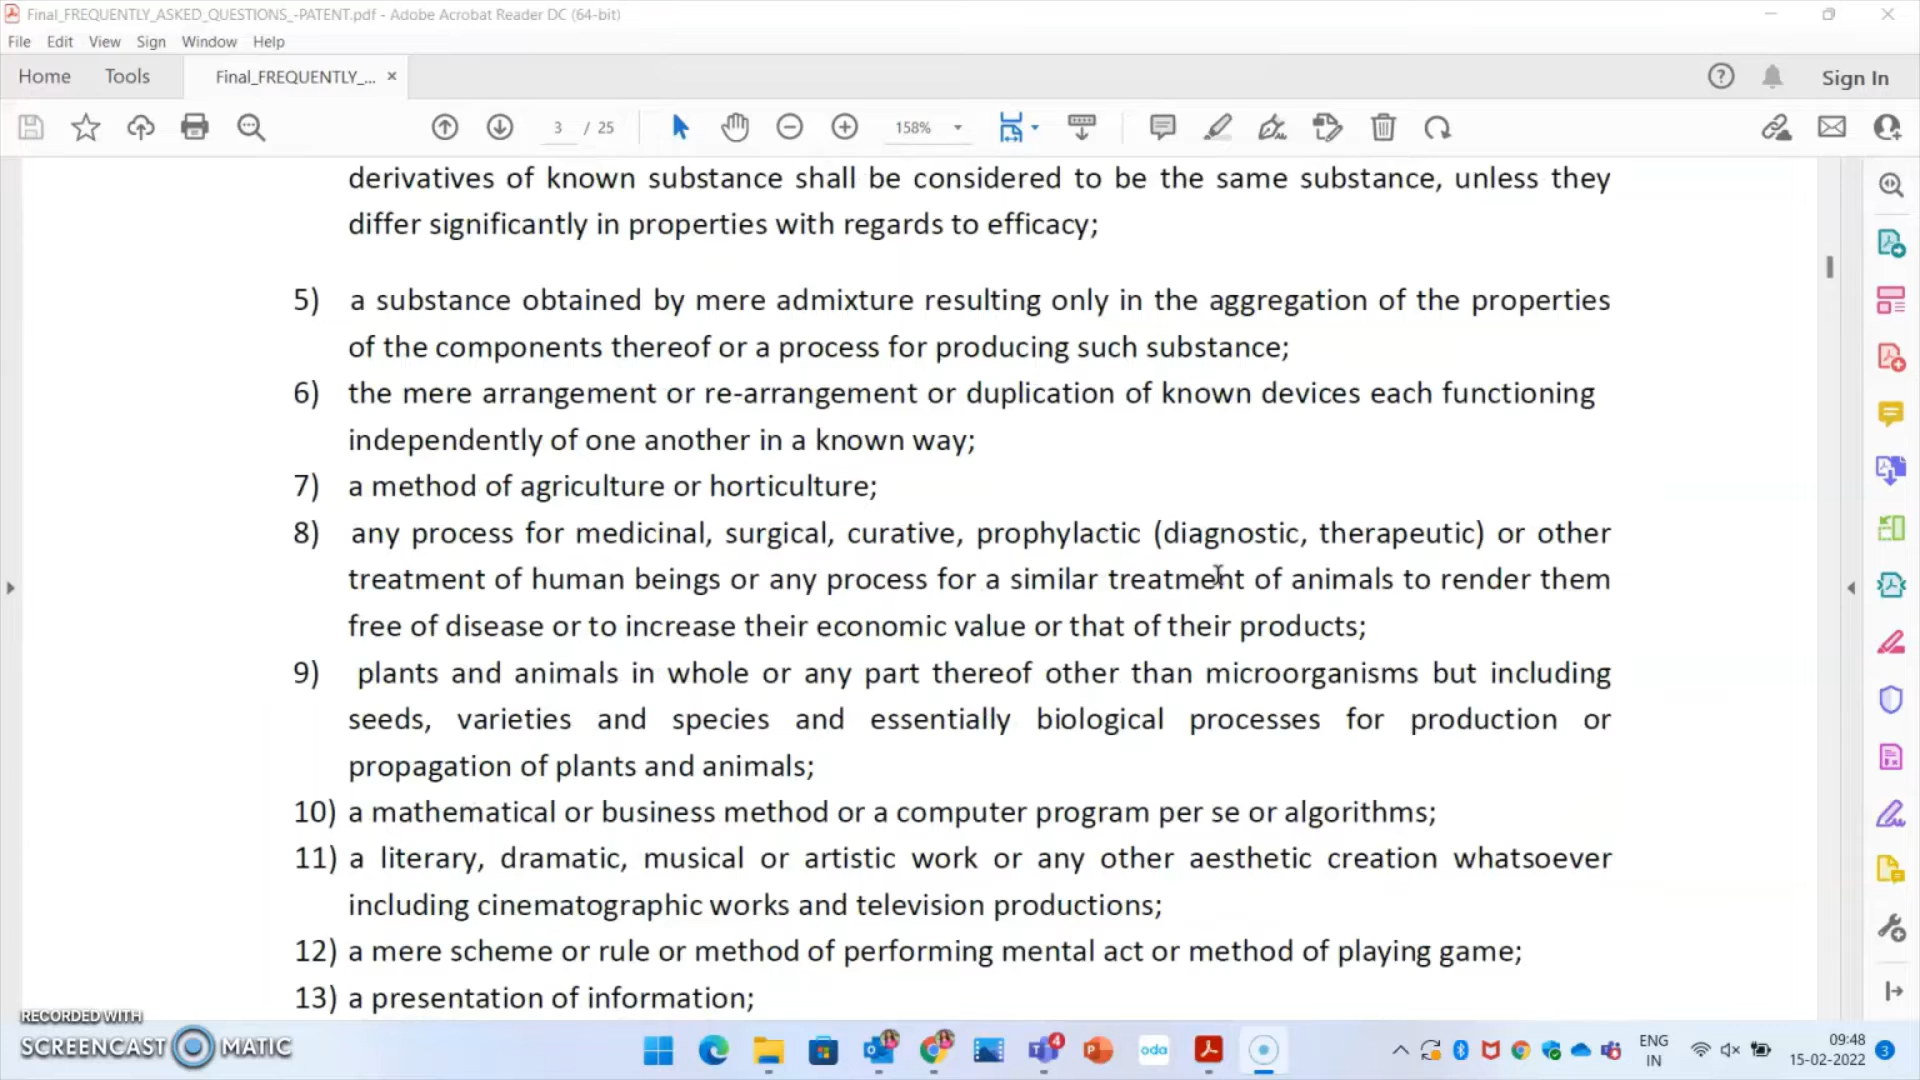 Final_FREQUENTLY_ASKED_QUESTIONS_-PATENT.pdf - Adobe Acrobat Reader DC (64-bit)
File Edit View Sign Window Help
Home Tools Final_FREQUENTLY_... × Sign In
3 / 25 158%
derivatives of known substance shall be considered to be the same substance, unless they
differ significantly in properties with regards to efficacy;
5) a substance obtained by mere admixture resulting only in the aggregation of the properties
of the components thereof or a process for producing such substance;
6) the mere arrangement or re-arrangement or duplication of known devices each functioning
independently of one another in a known way;
7) a method of agriculture or horticulture;
8) any process for medicinal, surgical, curative, prophylactic (diagnostic, therapeutic) or other
treatment of human beings or any process for a similar treatment of animals to render them
free of disease or to increase their economic value or that of their products;
9) plants and animals in whole or any part thereof other than microorganisms but including
seeds, varieties and species and essentially biological processes for production or
propagation of plants and animals;
10) a mathematical or business method or a computer program per se or algorithms;
11) a literary, dramatic, musical or artistic work or any other aesthetic creation whatsoever
including cinematographic works and television productions;
12) a mere scheme or rule or method of performing mental act or method of playing game;
13) a presentation of information;
RECORDED WITH
SCREENCAST MATIC
4
oda
ENG
IN
09:48
15-02-2022
3